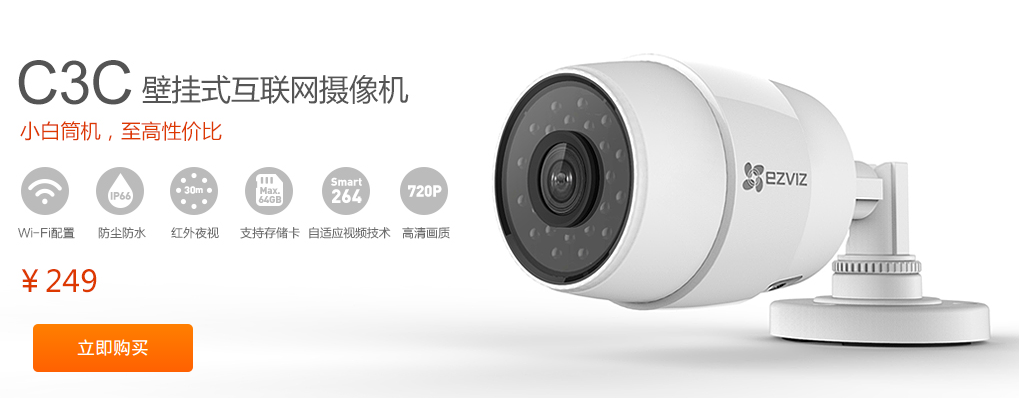 C3C 壁挂式互联网摄像机
小白筒机，至高性价比
IP66
30m
Max.
64GB
Smart
264
720P
Wi-Fi配置 防尘防水 红外夜视 支持存储卡 自适应视频技术 高清画质
￥249
立即购买
ezviz